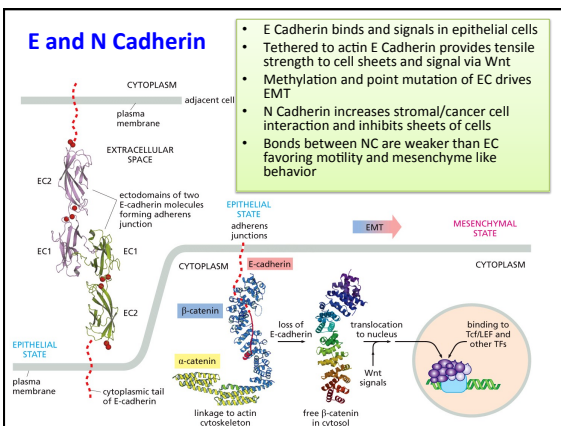 E and N Cadherin
• E Cadherin binds and signals in epithelial cells
• Tethered to actin E Cadherin provides tensile
strength to cell sheets and signal via Wnt
• Methylation and point mutation of EC drives
EMT
• N Cadherin increases stromal/cancer cell
interaction and inhibits sheets of cells
• Bonds between NC are weaker than EC
favoring motility and mesenchyme like
behavior
CYTOPLASM
adjacent cell
plasma
membrane
EXTRACELLULAR
SPACE
EC2
ectodomains of two
E-cadherin molecules
forming adherens
junction
EC1
EC1
EC2
EPITHELIAL
STATE
plasma
membrane
cytoplasmic tail
of E-cadherin
EPITHELIAL
STATE
adherens
junctions
EMT
MESENCHYMAL
STATE
CYTOPLASM
E-cadherin
CYTOPLASM
β-catenin
α-catenin
linkage to actin
cytoskeleton
loss of
E-cadherin
free β-catenin
in cytosol
translocation
to nucleus
Wnt
signals
binding to
Tcf/LEF and
other TFs